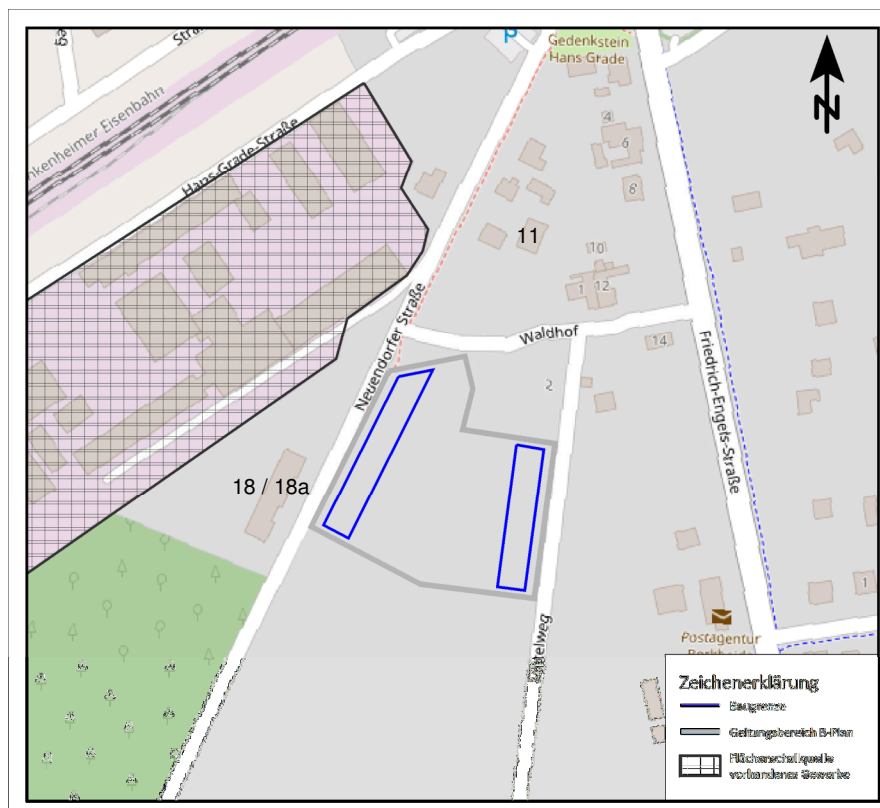 Gedenkstein
Hans Grade
N
nkenheimer Eisenbahn
Hans-Grade-Straße
4
6
8
11
10
1
12
Waldhof
14
Neuendorfer Straße
2
Friedrich-Engels-Straße
18 / 18a
1
Postagentur
Zeichenerklärung
Baugrenze
Geltungsbereich B-Plan
Flächenschallquelle
vorhandenes Gewerbe